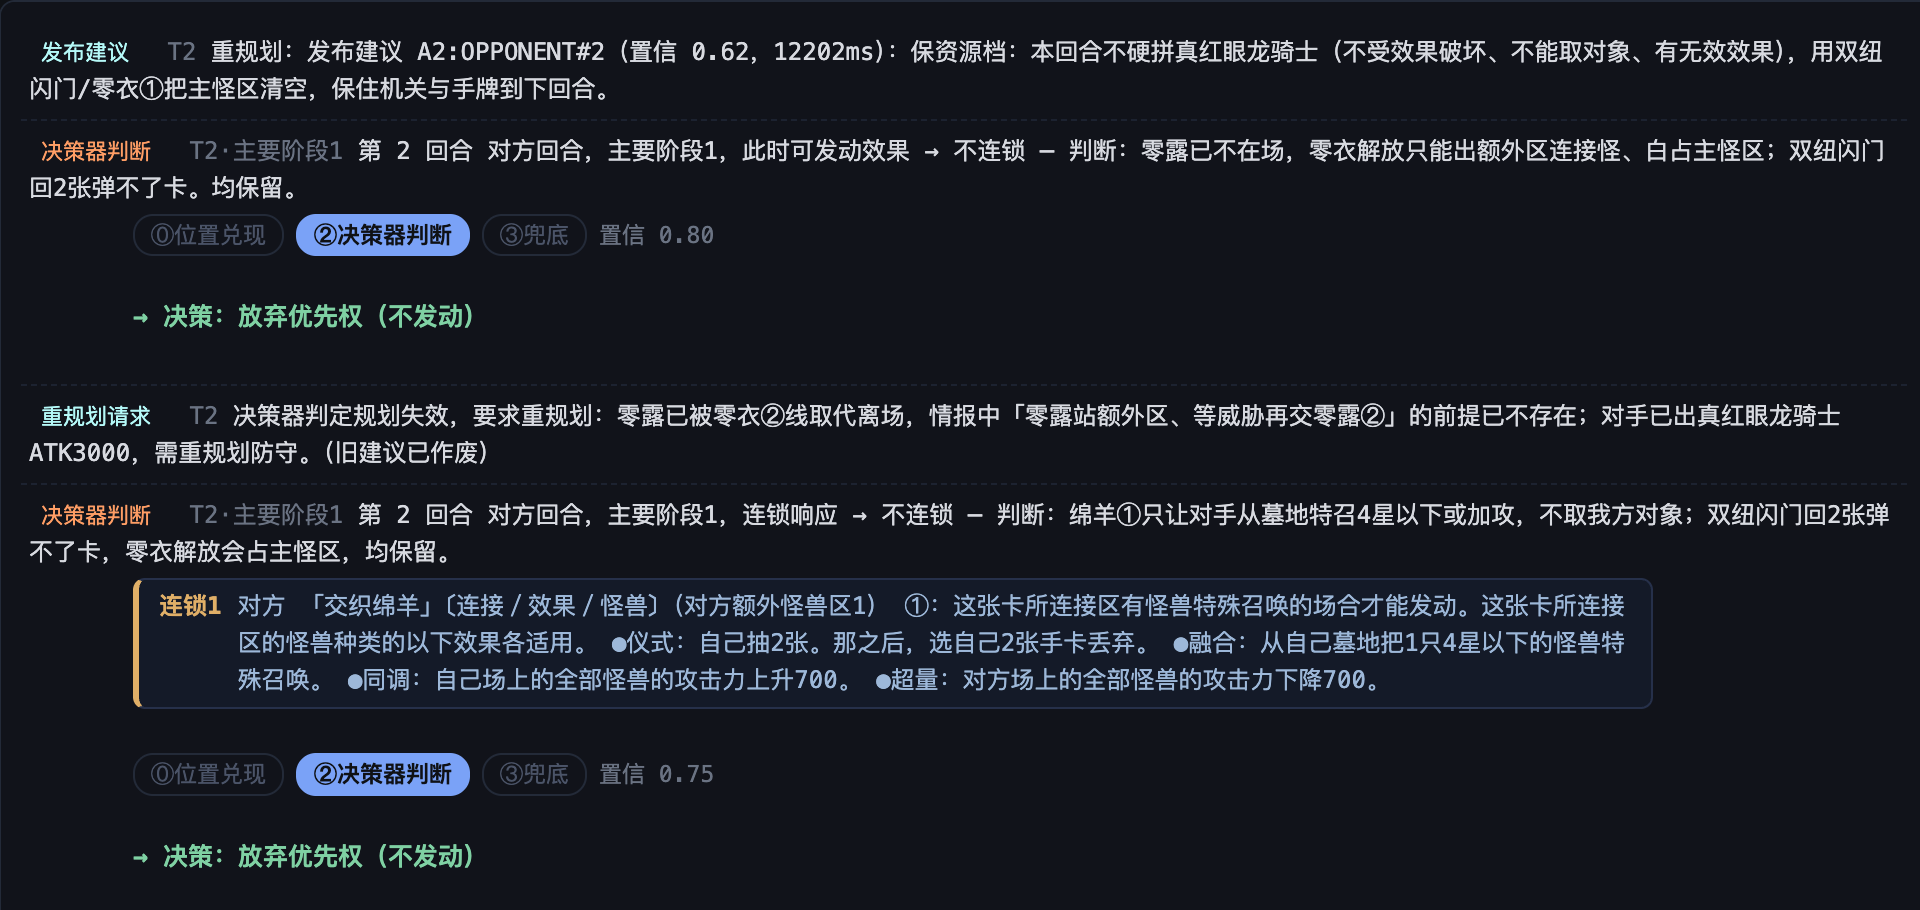 发布建议 T2 重规划：发布建议 A2:OPPONENT#2（置信 0.62，12202ms）：保资源档：本回合不硬拼真红眼龙骑士（不受效果破坏、不能取对象、有无效效果），用双纽
闪门/零衣①把主怪区清空，保住机关与手牌到下回合。
决策器判断 T2·主要阶段1 第 2 回合 对方回合，主要阶段1，此时可发动效果 → 不连锁 — 判断：零露已不在场，零衣解放只能出额外区连接怪、白占主怪区；双纽闪门
回2张弹不了卡。均保留。
⓪位置兑现 ②决策器判断 ③兜底 置信 0.80
→ 决策：放弃优先权（不发动）
重规划请求 T2 决策器判定规划失效，要求重规划：零露已被零衣②线取代离场，情报中「零露站额外区、等威胁再交零露②」的前提已不存在；对手已出真红眼龙骑士
ATK3000，需重规划防守。（旧建议已作废）
决策器判断 T2·主要阶段1 第 2 回合 对方回合，主要阶段1，连锁响应 → 不连锁 — 判断：绵羊①只让对手从墓地特召4星以下或加攻，不取我方对象；双纽闪门回2张弹
不了卡，零衣解放会占主怪区，均保留。
连锁1 对方 「交织绵羊」〔连接／效果／怪兽〕（对方额外怪兽区1） ①：这张卡所连接区有怪兽特殊召唤的场合才能发动。这张卡所连接
区的怪兽种类的以下效果各适用。 ●仪式：自己抽2张。那之后，选自己2张手卡丢弃。 ●融合：从自己墓地把1只4星以下的怪兽特
殊召唤。 ●同调：自己场上的全部怪兽的攻击力上升700。 ●超量：对方场上的全部怪兽的攻击力下降700。
⓪位置兑现 ②决策器判断 ③兜底 置信 0.75
→ 决策：放弃优先权（不发动）